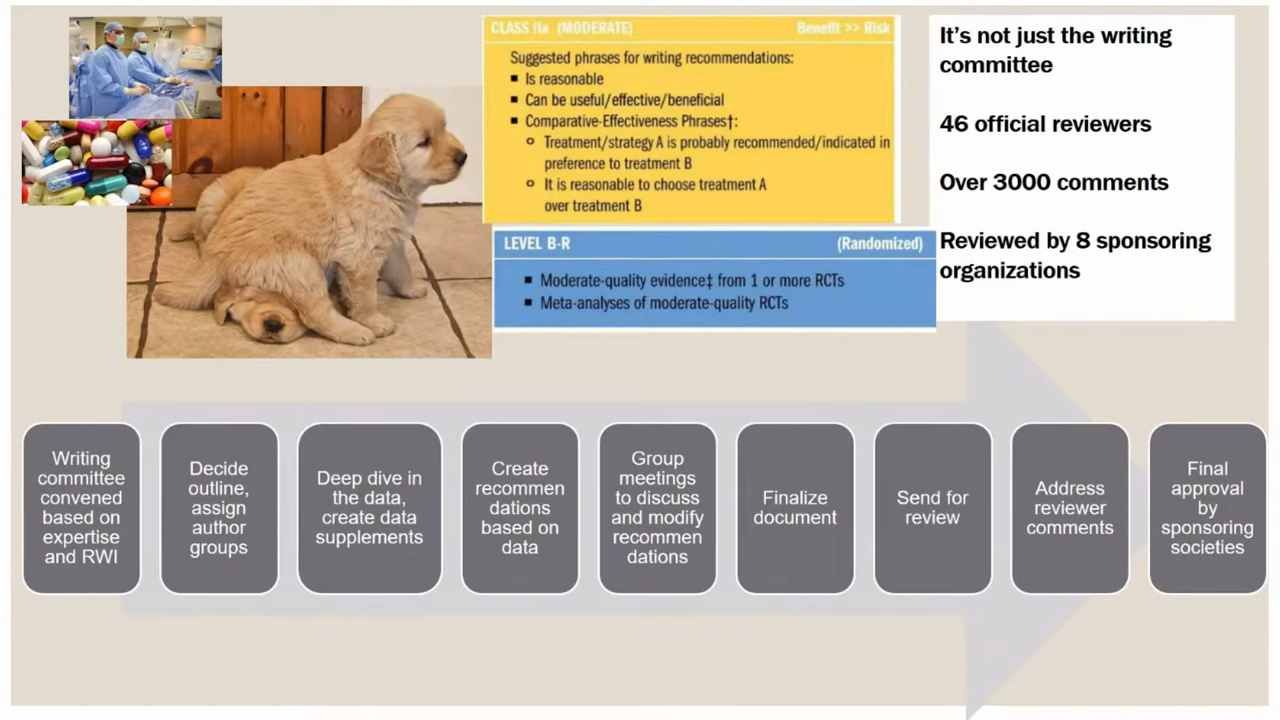 CLASS IIa (MODERATE) Benefit >> Risk
Suggested phrases for writing recommendations:
■ Is reasonable
■ Can be useful/effective/beneficial
■ Comparative-Effectiveness Phrases†:
○ Treatment/strategy A is probably recommended/indicated in
preference to treatment B
○ It is reasonable to choose treatment A
over treatment B
LEVEL B-R (Randomized)
■ Moderate-quality evidence‡ from 1 or more RCTs
■ Meta-analyses of moderate-quality RCTs
It's not just the writing
committee
46 official reviewers
Over 3000 comments
Reviewed by 8 sponsoring
organizations
Writing
committee
convened
based on
expertise
and RWI
Decide
outline,
assign
author
groups
Deep dive in
the data,
create data
supplements
Create
recommen
dations
based on
data
Group
meetings
to discuss
and modify
recommen
dations
Finalize
document
Send for
review
Address
reviewer
comments
Final
approval
by
sponsoring
societies